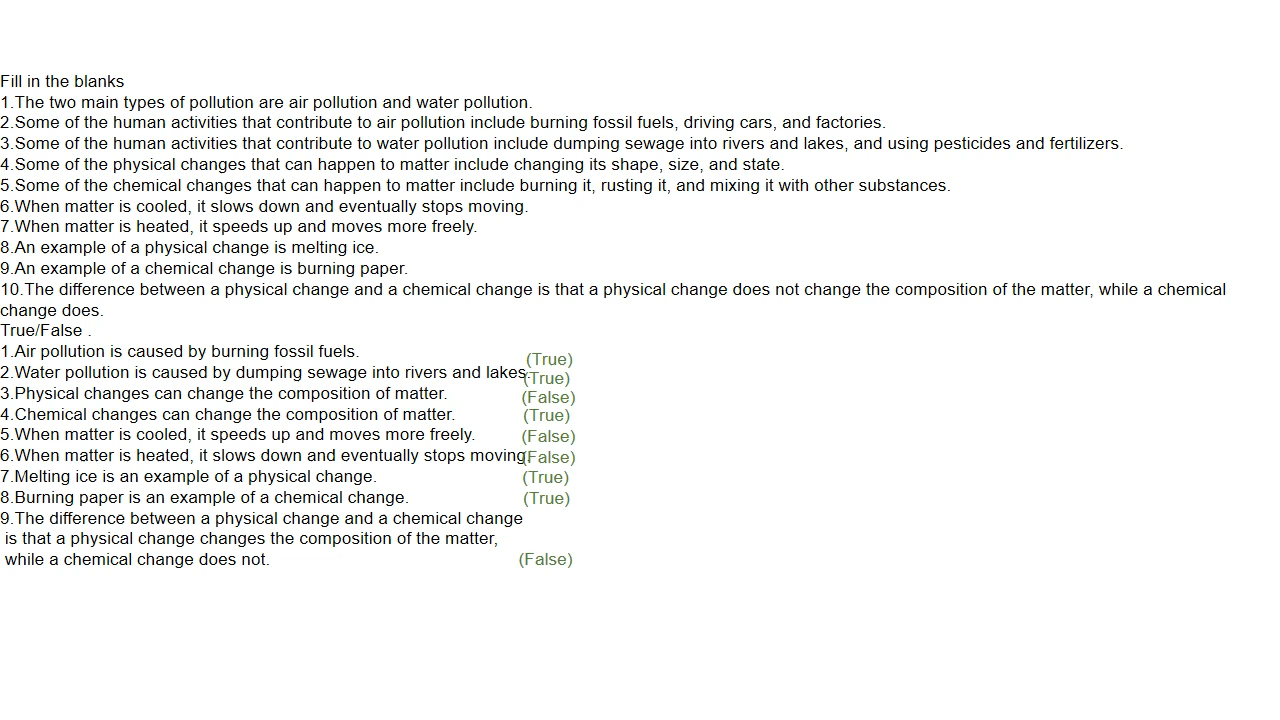 Fill in the blanks
1.The two main types of pollution are air pollution and water pollution.
2.Some of the human activities that contribute to air pollution include burning fossil fuels, driving cars, and factories.
3.Some of the human activities that contribute to water pollution include dumping sewage into rivers and lakes, and using pesticides and fertilizers.
4.Some of the physical changes that can happen to matter include changing its shape, size, and state.
5.Some of the chemical changes that can happen to matter include burning it, rusting it, and mixing it with other substances.
6.When matter is cooled, it slows down and eventually stops moving.
7.When matter is heated, it speeds up and moves more freely.
8.An example of a physical change is melting ice.
9.An example of a chemical change is burning paper.
10.The difference between a physical change and a chemical change is that a physical change does not change the composition of the matter, while a chemical
change does.
True/False .
1.Air pollution is caused by burning fossil fuels. (True)
2.Water pollution is caused by dumping sewage into rivers and lakes. (True)
3.Physical changes can change the composition of matter. (False)
4.Chemical changes can change the composition of matter. (True)
5.When matter is cooled, it speeds up and moves more freely. (False)
6.When matter is heated, it slows down and eventually stops moving. (False)
7.Melting ice is an example of a physical change. (True)
8.Burning paper is an example of a chemical change. (True)
9.The difference between a physical change and a chemical change
is that a physical change changes the composition of the matter,
while a chemical change does not. (False)